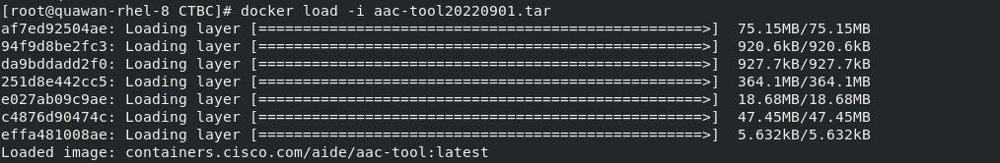 [root@quawan-rhel-8 CTBC]# docker load -i aac-tool20220901.tar
af7ed92504ae: Loading layer [==================================================>]  75.15MB/75.15MB
94f9d8be2fc3: Loading layer [==================================================>]  920.6kB/920.6kB
da9bddadd2f0: Loading layer [==================================================>]  927.7kB/927.7kB
251d8e442cc5: Loading layer [==================================================>]  364.1MB/364.1MB
e027ab09c9ae: Loading layer [==================================================>]  18.68MB/18.68MB
c4876d90474c: Loading layer [==================================================>]  47.45MB/47.45MB
effa481008ae: Loading layer [==================================================>]  5.632kB/5.632kB
Loaded image: containers.cisco.com/aide/aac-tool:latest